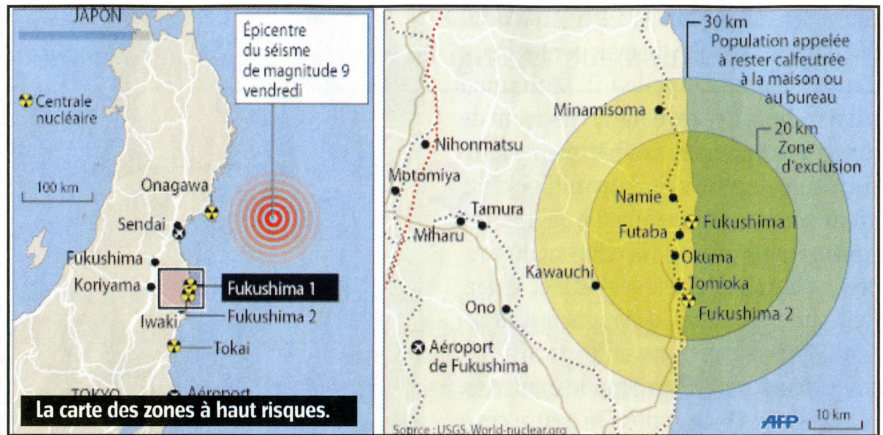 JAPON
Épicentre
du séisme
de magnitude 9
vendredi
Centrale
nucléaire
100 km
Onagawa
Sendai
Fukushima
Koriyama
Fukushima 1
Iwaki
Fukushima 2
Tokai
TOKYO
Aéroport
La carte des zones à haut risques.
30 km
Population appelée
à rester calfeutrée
à la maison ou
au bureau
20 km
Zone
d'exclusion
Minamisoma
Nihonmatsu
Motomiya
Namie
Tamura
Fukushima 1
Miharu
Futaba
Okuma
Kawauchi
Tomioka
Ono
Fukushima 2
Aéroport
de Fukushima
Source : USGS, World-nuclear.org
AFP
10 km